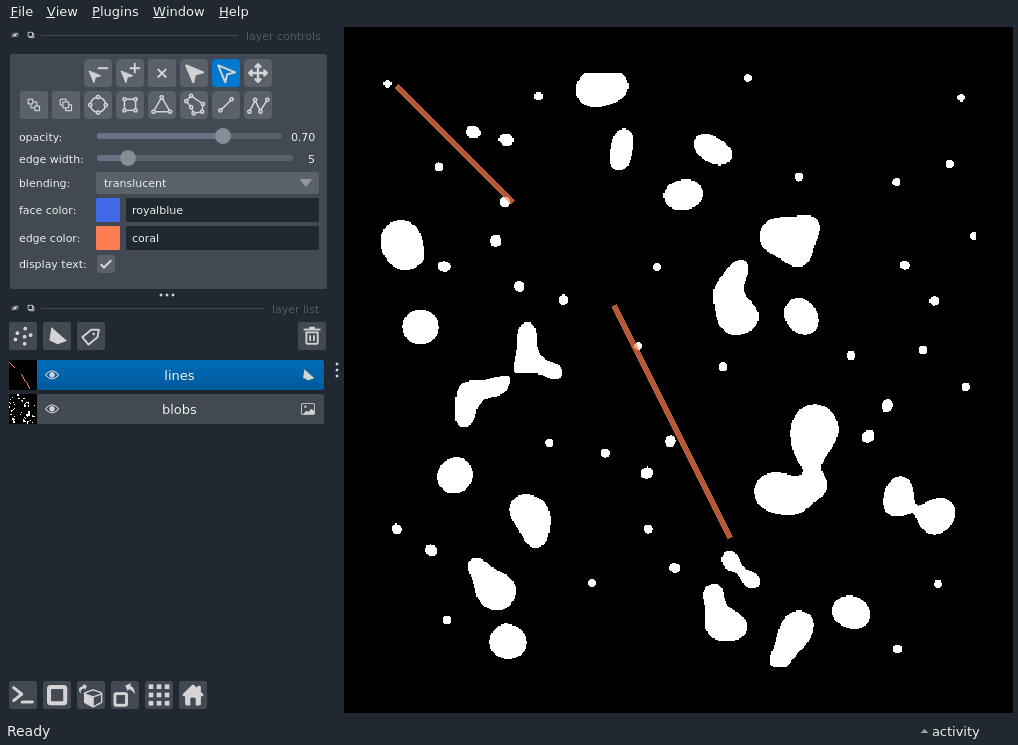 File View Plugins Window Help
layer controls
opacity: 0.70
edge width: 5
blending: translucent
face color: royalblue
edge color: coral
display text:
layer list
lines
blobs
Ready
activity